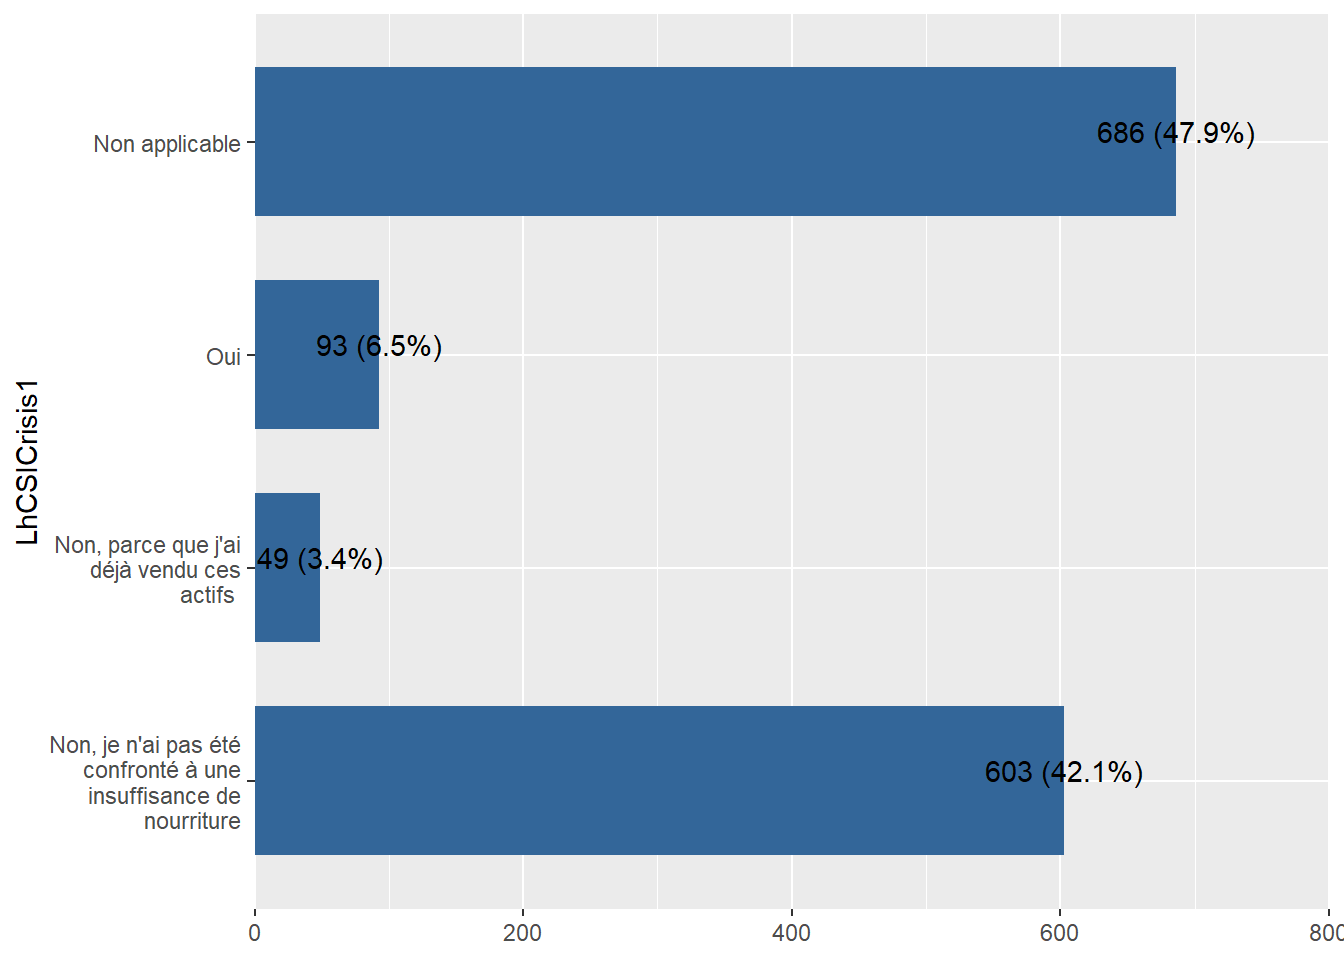 Non applicable
686 (47.9%)
Oui
93 (6.5%)
LhCSICrisis1
Non, parce que j'ai
déjà vendu ces
actifs
49 (3.4%)
Non, je n'ai pas été
confronté à une
insuffisance de
nourriture
603 (42.1%)
0 200 400 600 800